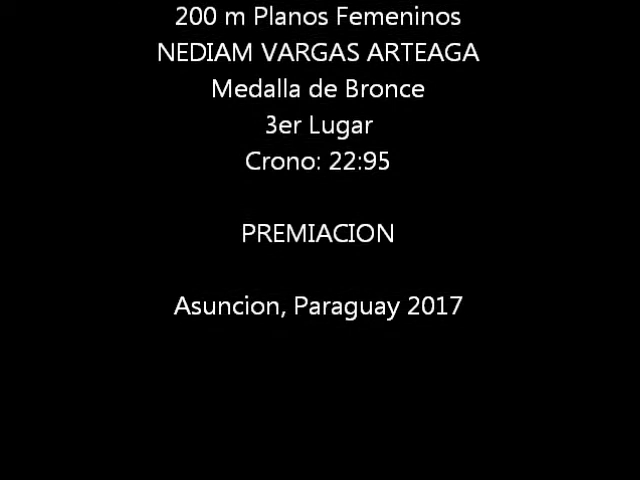 200 m Planos Femeninos
NEDIAM VARGAS ARTEAGA
Medalla de Bronce
3er Lugar
Crono: 22:95
PREMIACION
Asuncion, Paraguay 2017